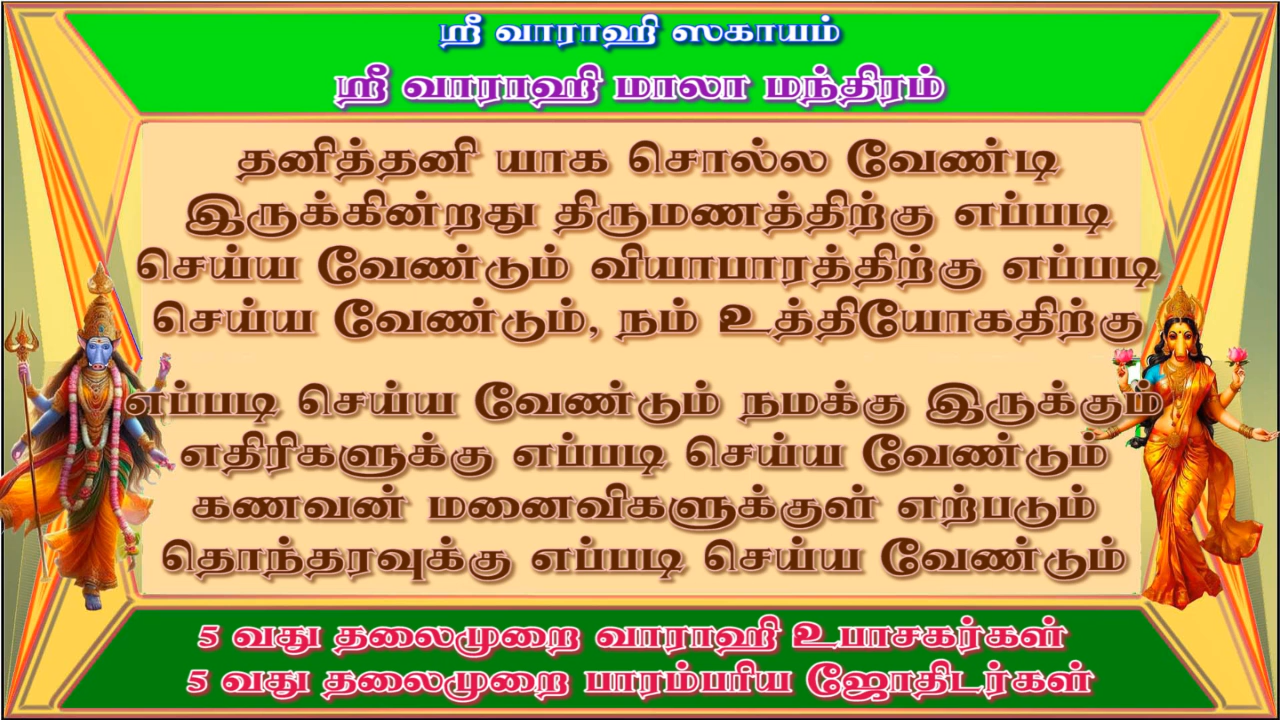 ஸ்ரீ வாராஹி ஸகாயம்
ஸ்ரீ வாராஹி மாலா மந்திரம்
தனித்தனி யாக சொல்ல வேண்டி
இருக்கின்றது திருமணத்திற்கு எப்படி
செய்ய வேண்டும் வியாபாரத்திற்கு எப்படி
செய்ய வேண்டும், நம் உத்தியோகதிற்கு
எப்படி செய்ய வேண்டும் நமக்கு இருக்கும்
எதிரிகளுக்கு எப்படி செய்ய வேண்டும்
கணவன் மனைவிகளுக்குள் எற்படும்
தொந்தரவுக்கு எப்படி செய்ய வேண்டும்
5 வது தலைமுறை வாராஹி உபாசகர்கள்
5 வது தலைமுறை பாரம்பரிய ஜோதிடர்கள்